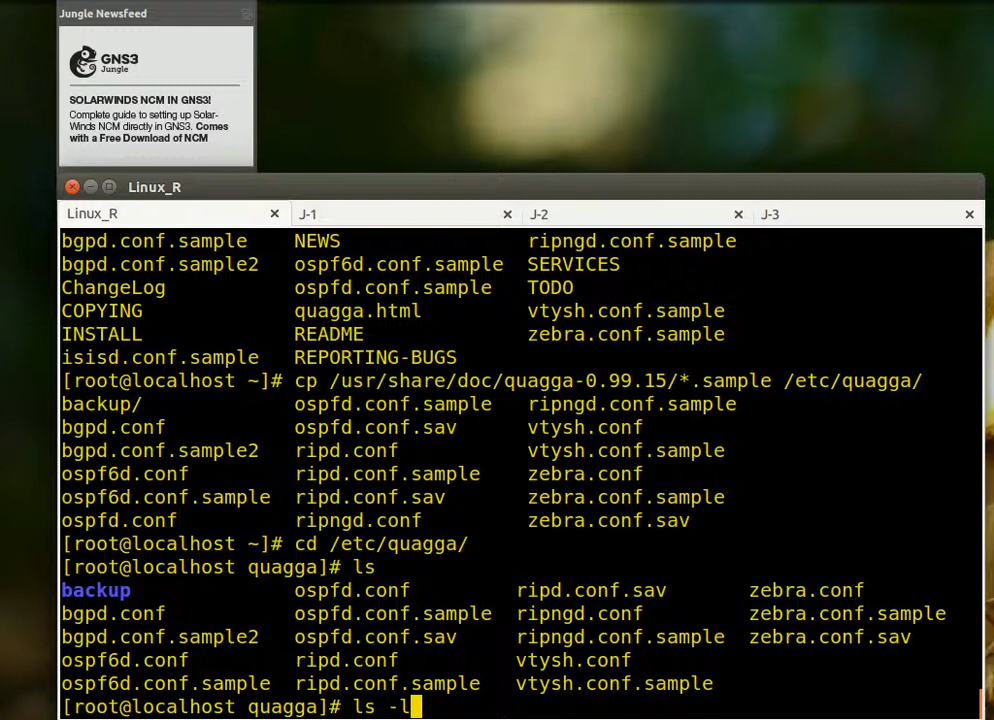 Jungle Newsfeed
GNS3
Jungle
SOLARWINDS NCM IN GNS3!
Complete guide to setting up Solar-
Winds NCM directly in GNS3. Comes
with a Free Download of NCM
Linux_R
Linux_R J-1 J-2 J-3
bgpd.conf.sample NEWS ripngd.conf.sample
bgpd.conf.sample2 ospf6d.conf.sample SERVICES
ChangeLog ospfd.conf.sample TODO
COPYING quagga.html vtysh.conf.sample
INSTALL README zebra.conf.sample
isisd.conf.sample REPORTING-BUGS
[root@localhost ~]# cp /usr/share/doc/quagga-0.99.15/*.sample /etc/quagga/
backup/ ospfd.conf.sample ripngd.conf.sample
bgpd.conf ospfd.conf.sav vtysh.conf
bgpd.conf.sample2 ripd.conf vtysh.conf.sample
ospf6d.conf ripd.conf.sample zebra.conf
ospf6d.conf.sample ripd.conf.sav zebra.conf.sample
ospfd.conf ripngd.conf zebra.conf.sav
[root@localhost ~]# cd /etc/quagga/
[root@localhost quagga]# ls
backup ospfd.conf ripd.conf.sav zebra.conf
bgpd.conf ospfd.conf.sample ripngd.conf zebra.conf.sample
bgpd.conf.sample2 ospfd.conf.sav ripngd.conf.sample zebra.conf.sav
ospf6d.conf ripd.conf vtysh.conf
ospf6d.conf.sample ripd.conf.sample vtysh.conf.sample
[root@localhost quagga]# ls -l